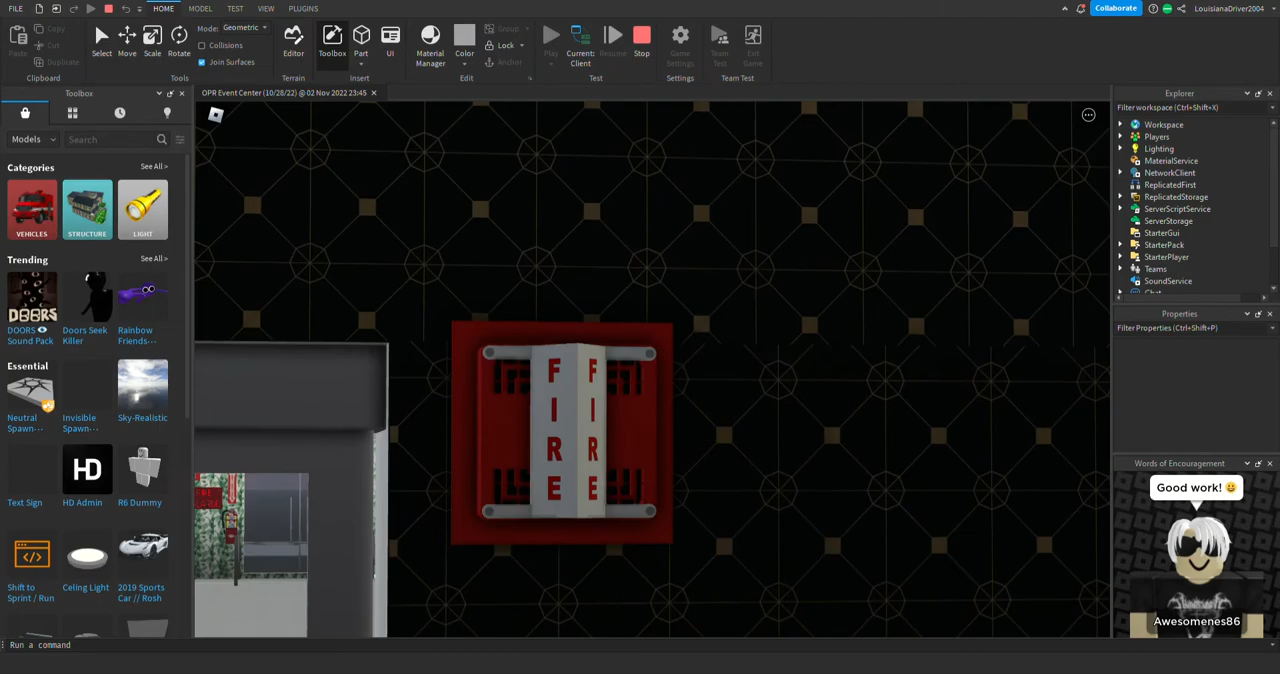 FILE HOME MODEL TEST VIEW PLUGINS Collaborate LouisianaDriver2004
Paste Copy Cut Duplicate Select Move Scale Rotate Mode: Geometric Collisions Join Surfaces Editor Toolbox Part UI Material Manager Color Group Lock Anchor Play Current: Client Resume Stop Game Settings Team Test Exit Game
Clipboard Tools Terrain Insert Edit Test Settings Team Test
Toolbox
OPR Event Center (10/28/22) @ 02 Nov 2022 23:45
Models Search
Categories See All >
VEHICLES STRUCTURE LIGHT
Trending See All >
DOORS
DOORS 👁 Sound Pack
Doors Seek Killer
Rainbow Friends---
Essential
Neutral Spawn---
Invisible Spawn---
Sky-Realistic
HD
Text Sign
HD Admin
R6 Dummy
Shift to Sprint / Run
Celing Light
2019 Sports Car // Rosh
FIRE FIRE
Explorer
Filter workspace (Ctrl+Shift+X)
Workspace
Players
Lighting
MaterialService
NetworkClient
ReplicatedFirst
ReplicatedStorage
ServerScriptService
ServerStorage
StarterGui
StarterPack
StarterPlayer
Teams
SoundService
Chat
Properties
Filter Properties (Ctrl+Shift+P)
Words of Encouragement
Good work! 😀
Awesomenes86
Run a command